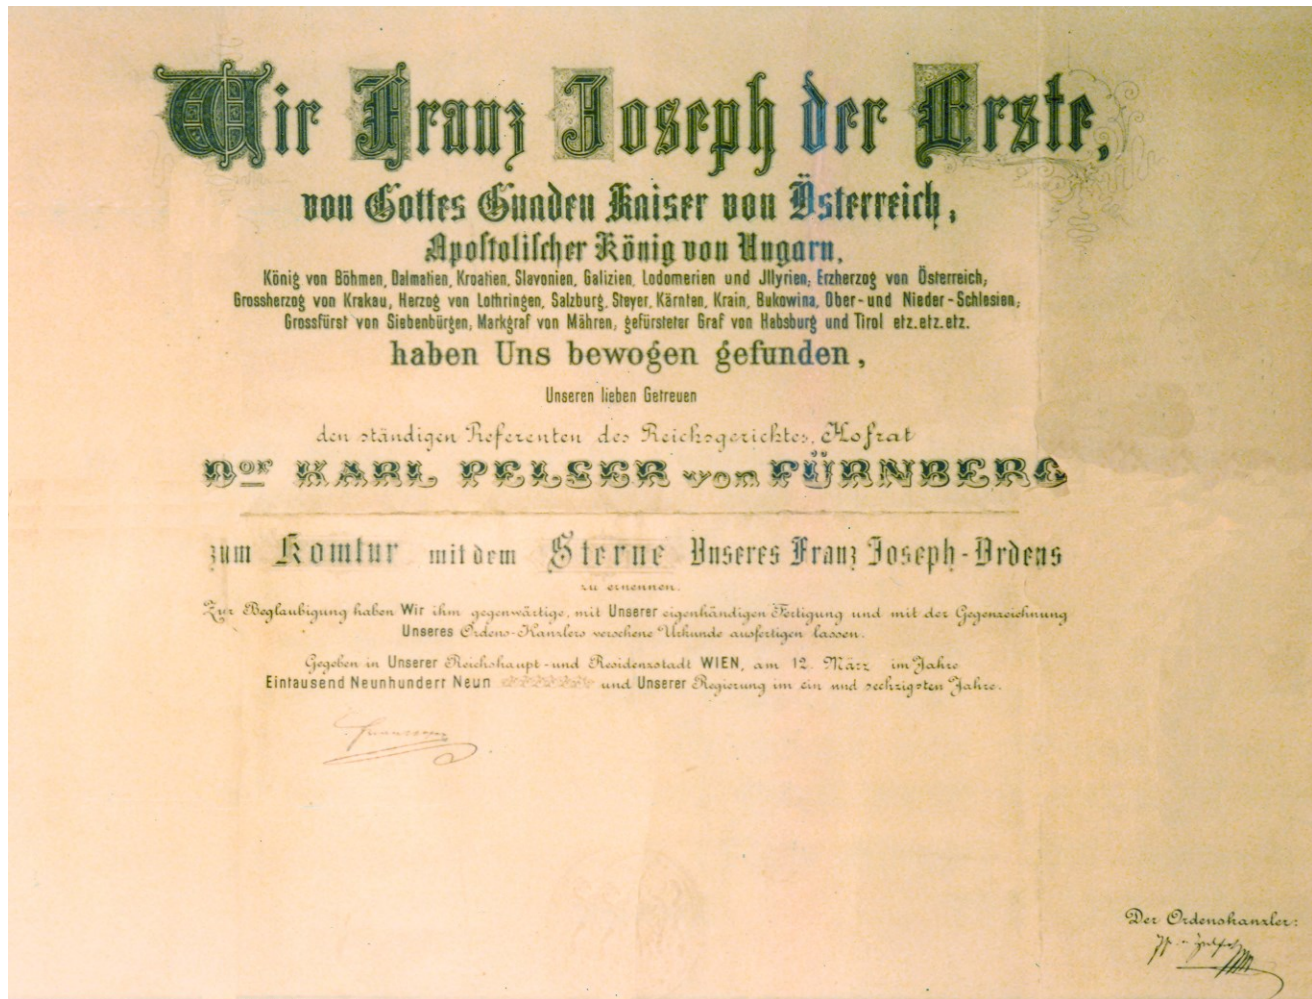 Wir Franz Joseph der Erste,
von Gottes Gnaden Kaiser von Österreich,
Apostolischer König von Ungarn,
König von Böhmen, Dalmatien, Kroatien, Slavonien, Galizien, Lodomerien und Jllyrien; Erzherzog von Österreich;
Grossherzog von Krakau, Herzog von Lothringen, Salzburg, Steyer, Kärnten, Krain, Bukowina, Ober- und Nieder-Schlesien;
Grossfürst von Siebenbürgen; Markgraf von Mähren; gefürsteter Graf von Habsburg und Tirol etz. etz. etz.
haben Uns bewogen gefunden,
Unseren lieben Getreuen
den ständigen Referenten des Reichsgerichtes, Hofrat
Dor KARL PELSER von FÜRNBERG
zum Komtur mit dem Sterne Unseres Franz Joseph-Ordens
zu ernennen.
Zur Beglaubigung haben Wir ihm gegenwärtige, mit Unserer eigenhändigen Fertigung und mit der Gegenzeichnung
Unseres Ordens-Kanzlers versehene Urkunde ausfertigen lassen.
Gegeben in Unserer Reichshaupt- und Residenzstadt WIEN, am 12. März im Jahre
Eintausend Neunhundert Neun und Unserer Regierung im ein und sechzigsten Jahre.
Der Ordenskanzler: